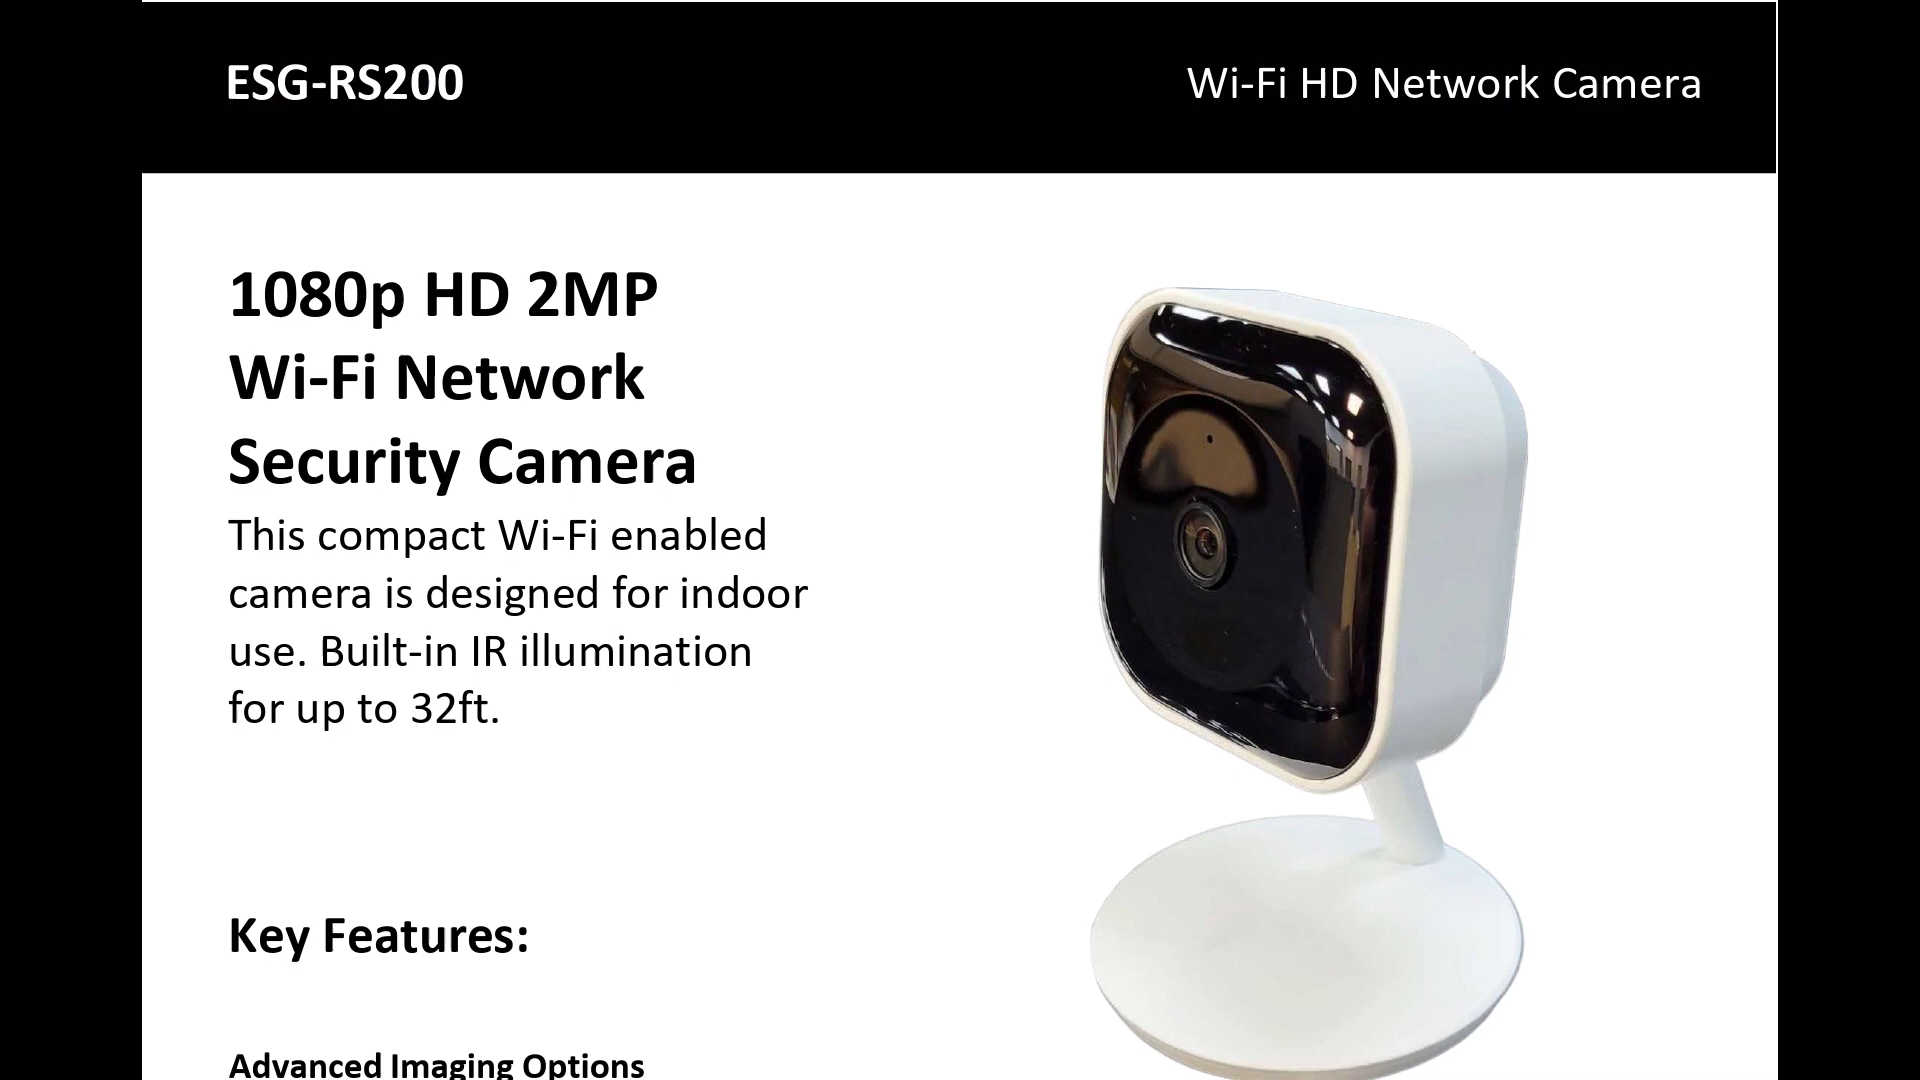 ESG-RS200
Wi-Fi HD Network Camera
1080p HD 2MP
Wi-Fi Network
Security Camera
This compact Wi-Fi enabled
camera is designed for indoor
use. Built-in IR illumination
for up to 32ft.
Key Features:
Advanced Imaging Options